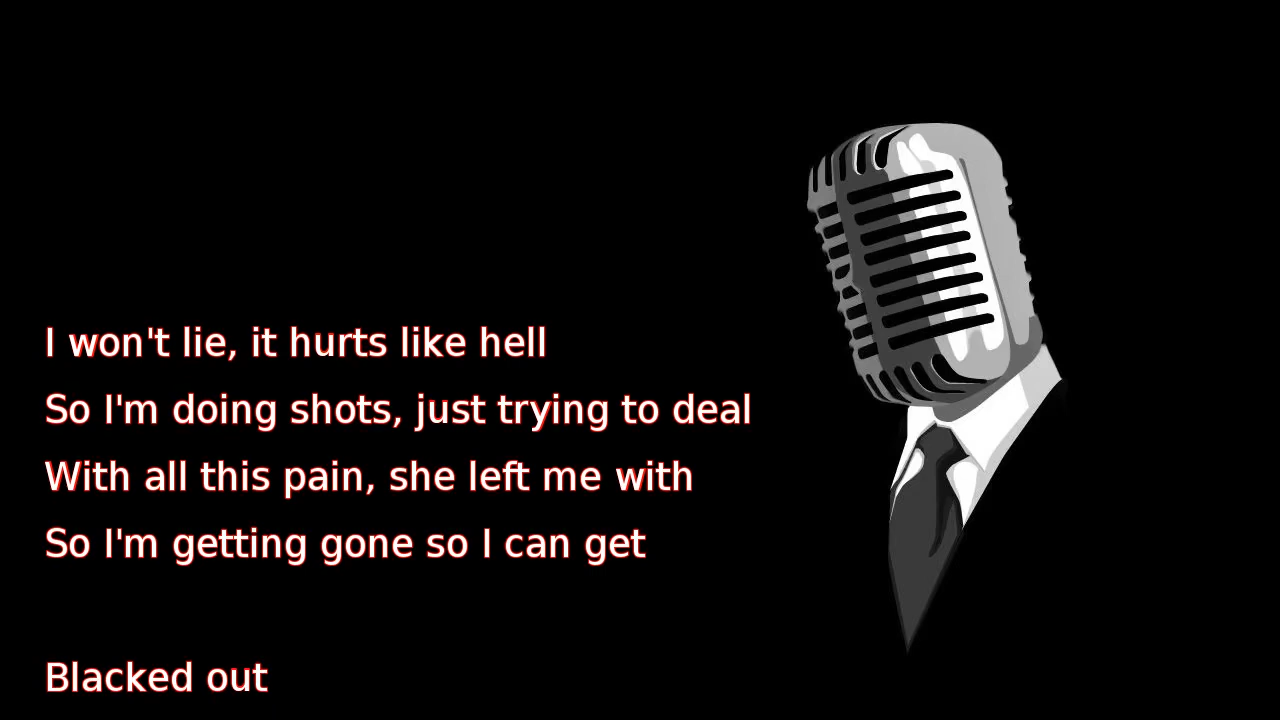 I won't lie, it hurts like hell
So I'm doing shots, just trying to deal
With all this pain, she left me with
So I'm getting gone so I can get
Blacked out